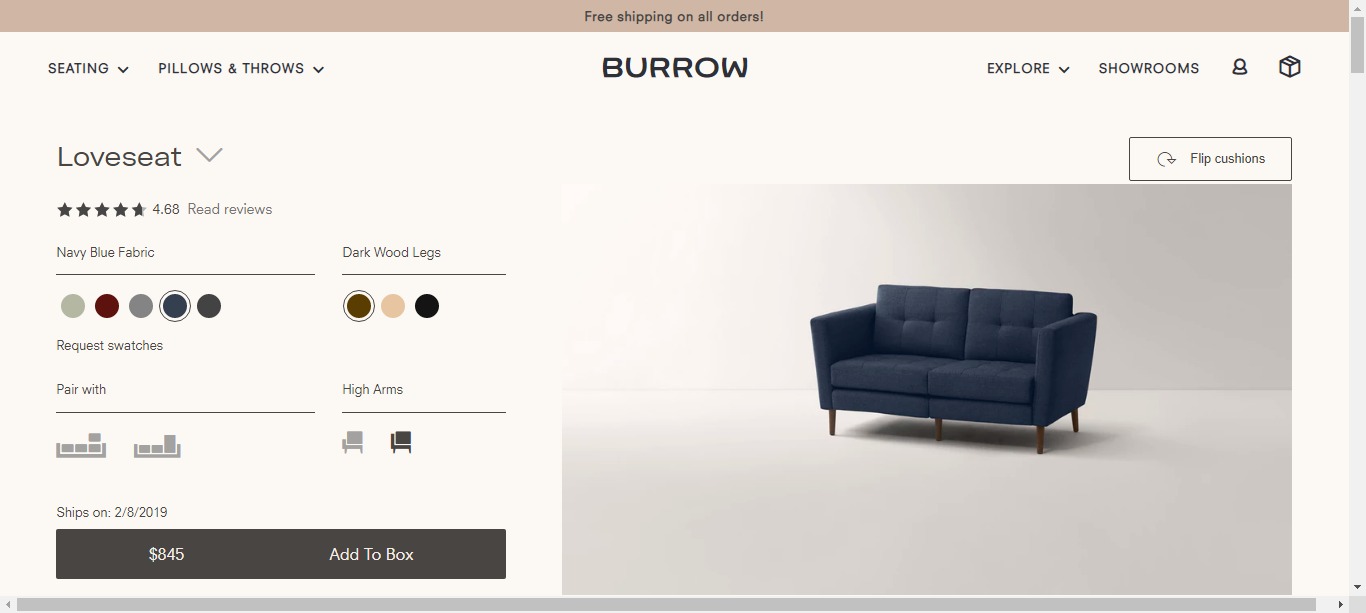 Free shipping on all orders!
SEATING PILLOWS & THROWS BURROW EXPLORE SHOWROOMS
Loveseat
Flip cushions
4.68 Read reviews
Navy Blue Fabric Dark Wood Legs
Request swatches
Pair with High Arms
Ships on: 2/8/2019
$845 Add To Box